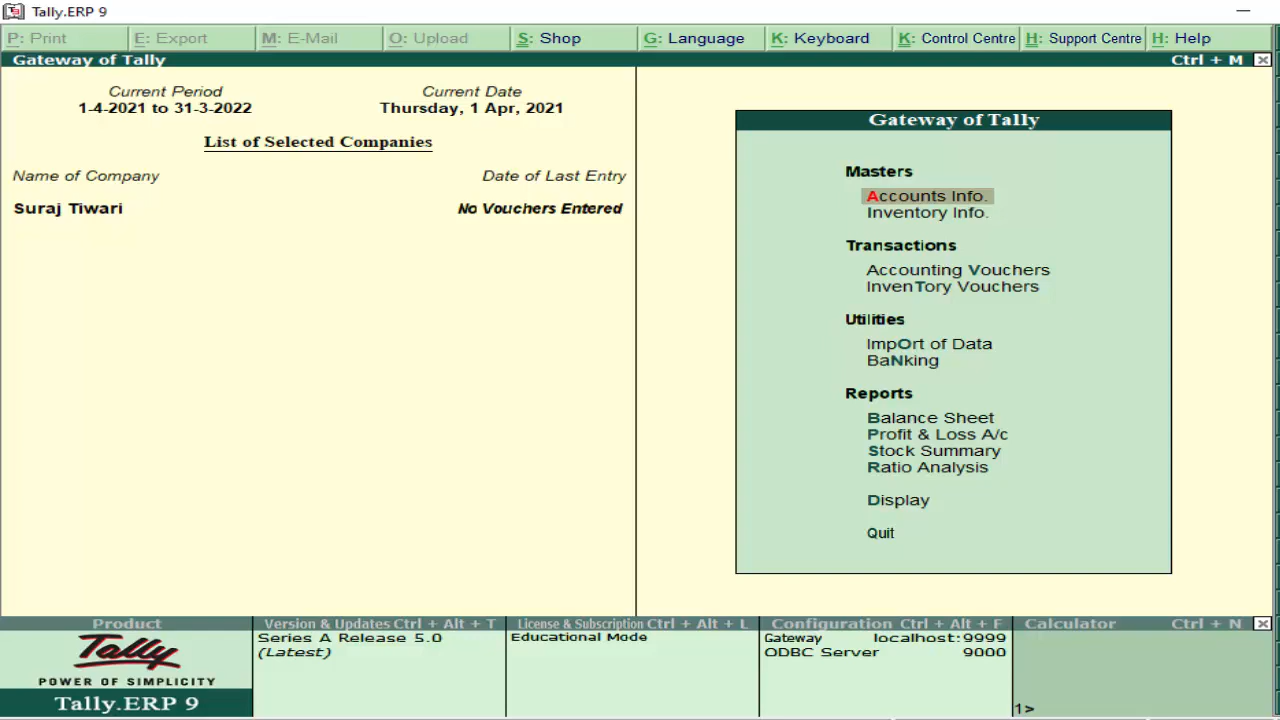 Tally.ERP 9
P: Print E: Export M: E-Mail O: Upload S: Shop G: Language K: Keyboard K: Control Centre H: Support Centre H: Help
Gateway of Tally Ctrl + M
Current Period Current Date
1-4-2021 to 31-3-2022 Thursday, 1 Apr, 2021
List of Selected Companies
Name of Company Date of Last Entry
Suraj Tiwari No Vouchers Entered
Gateway of Tally
Masters
Accounts Info.
Inventory Info.
Transactions
Accounting Vouchers
InvenTory Vouchers
Utilities
ImpOrt of Data
BaNking
Reports
Balance Sheet
Profit & Loss A/c
Stock Summary
Ratio Analysis
Display
Quit
Product
Tally
POWER OF SIMPLICITY
Tally.ERP 9
Version & Updates Ctrl + Alt + T
Series A Release 5.0
(Latest)
License & Subscription Ctrl + Alt + L
Educational Mode
Configuration Ctrl + Alt + F
Gateway localhost:9999
ODBC Server 9000
Calculator Ctrl + N
1>